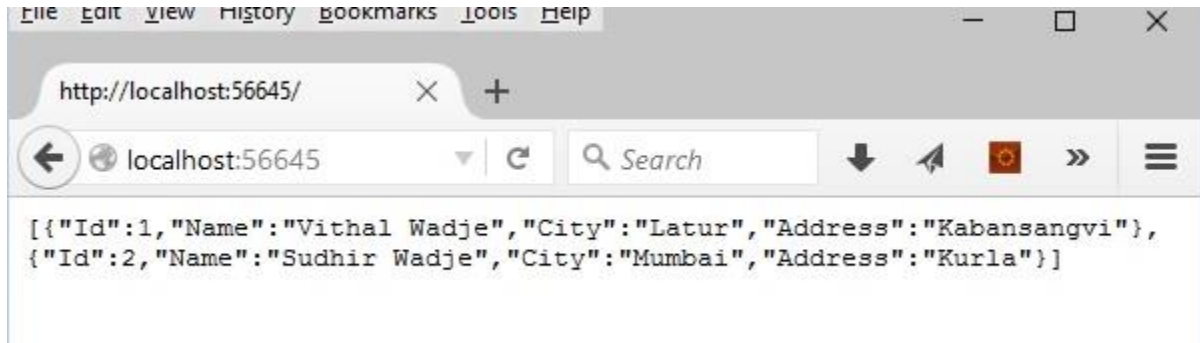 File Edit View History Bookmarks Tools Help
http://localhost:56645/
localhost:56645 Search
[{"Id":1,"Name":"Vithal Wadje","City":"Latur","Address":"Kabansangvi"},
{"Id":2,"Name":"Sudhir Wadje","City":"Mumbai","Address":"Kurla"}]